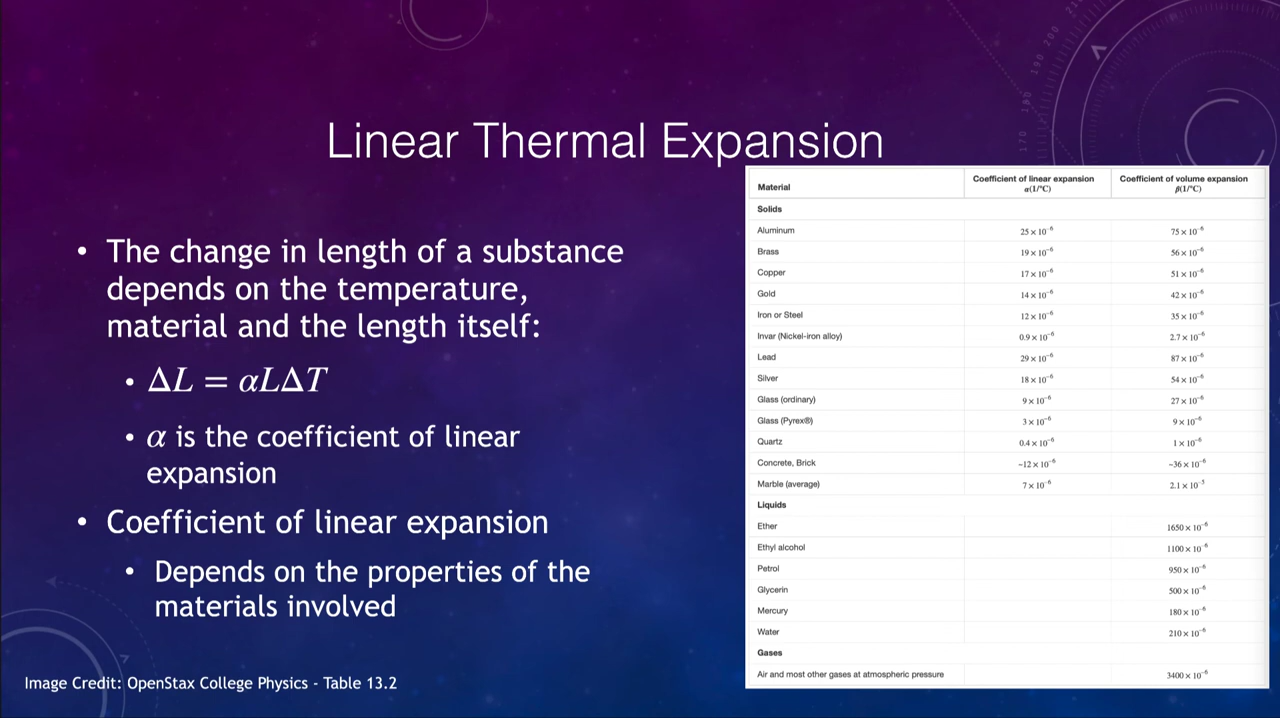 Linear Thermal Expansion
• The change in length of a substance
depends on the temperature,
material and the length itself:
• ΔL = αLΔT
• α is the coefficient of linear
expansion
• Coefficient of linear expansion
• Depends on the properties of the
materials involved
Image Credit: OpenStax College Physics - Table 13.2
Material Coefficient of linear expansion α(1/°C) Coefficient of volume expansion β(1/°C)
Solids
Aluminum 25 × 10⁻⁶ 75 × 10⁻⁶
Brass 19 × 10⁻⁶ 56 × 10⁻⁶
Copper 17 × 10⁻⁶ 51 × 10⁻⁶
Gold 14 × 10⁻⁶ 42 × 10⁻⁶
Iron or Steel 12 × 10⁻⁶ 35 × 10⁻⁶
Invar (Nickel-iron alloy) 0.9 × 10⁻⁶ 2.7 × 10⁻⁶
Lead 29 × 10⁻⁶ 87 × 10⁻⁶
Silver 18 × 10⁻⁶ 54 × 10⁻⁶
Glass (ordinary) 9 × 10⁻⁶ 27 × 10⁻⁶
Glass (Pyrex®) 3 × 10⁻⁶ 9 × 10⁻⁶
Quartz 0.4 × 10⁻⁶ 1 × 10⁻⁶
Concrete, Brick ~12 × 10⁻⁶ ~36 × 10⁻⁶
Marble (average) 7 × 10⁻⁶ 2.1 × 10⁻⁵
Liquids
Ether 1650 × 10⁻⁶
Ethyl alcohol 1100 × 10⁻⁶
Petrol 950 × 10⁻⁶
Glycerin 500 × 10⁻⁶
Mercury 180 × 10⁻⁶
Water 210 × 10⁻⁶
Gases
Air and most other gases at atmospheric pressure 3400 × 10⁻⁶
170
180
190
200